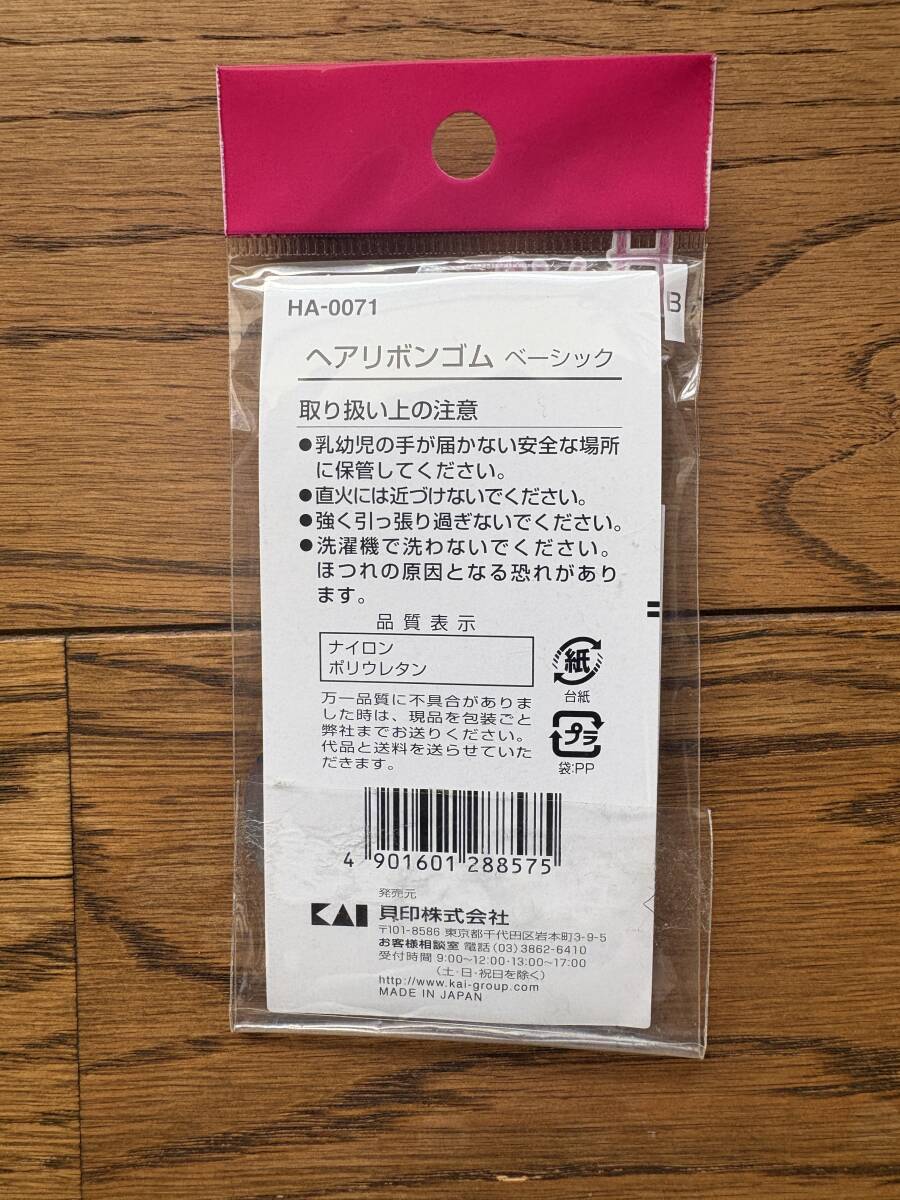 B
HA-0071
ヘアリボンゴム ベーシック
取り扱い上の注意
●乳幼児の手が届かない安全な場所
に保管してください。
●直火には近づけないでください。
●強く引っ張り過ぎないでください。
●洗濯機で洗わないでください。
ほつれの原因となる恐れがあり
ます。
品質表示
ナイロン
ポリウレタン
紙
台紙
プラ
袋:PP
万一品質に不具合がありま
した時は、現品を包装ごと
弊社までお送りください。
代品と送料を送らせていた
だきます。
4 901601 288575
発売元
KAI 貝印株式会社
〒101-8586 東京都千代田区岩本町3-9-5
お客様相談室 電話(03)3862-6410
受付時間 9:00~12:00・13:00~17:00
(土・日・祝日を除く)
http://www.kai-group.com
MADE IN JAPAN